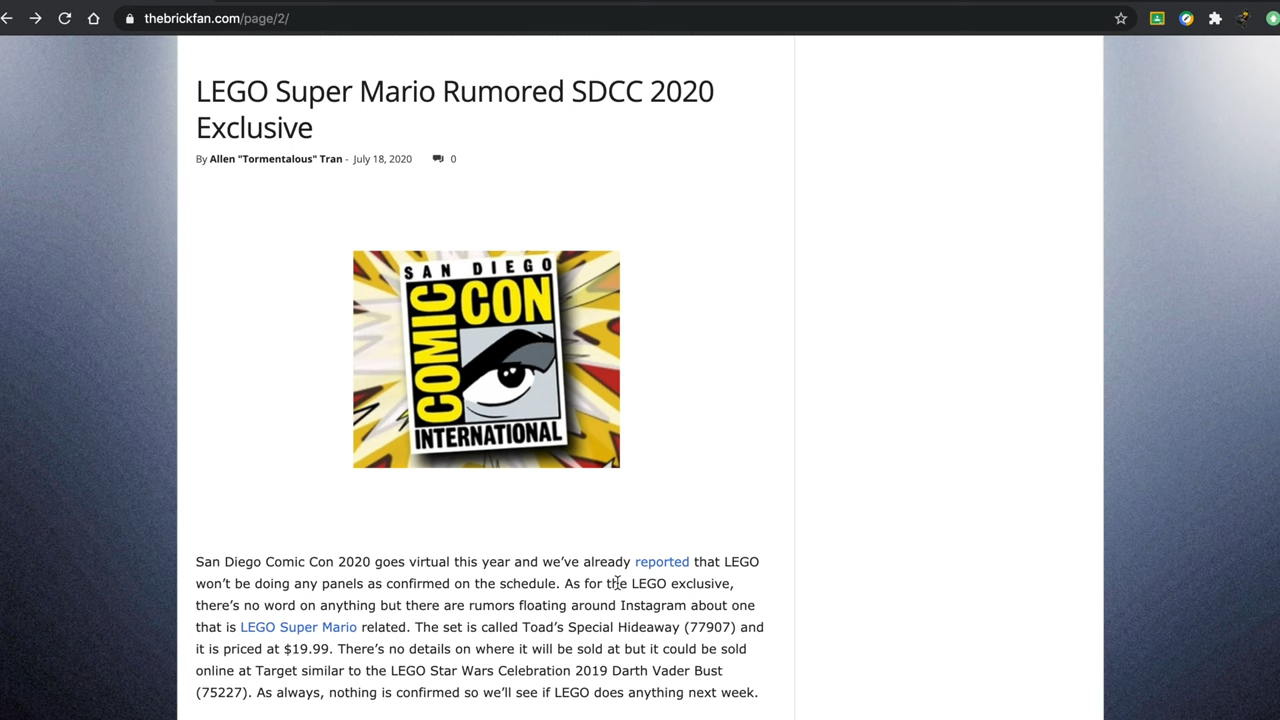 thebrickfan.com/page/2/
LEGO Super Mario Rumored SDCC 2020
Exclusive
By Allen "Tormentalous" Tran - July 18, 2020 0
SAN DIEGO
COMIC CON
INTERNATIONAL
San Diego Comic Con 2020 goes virtual this year and we've already reported that LEGO
won't be doing any panels as confirmed on the schedule. As for the LEGO exclusive,
there's no word on anything but there are rumors floating around Instagram about one
that is LEGO Super Mario related. The set is called Toad's Special Hideaway (77907) and
it is priced at $19.99. There's no details on where it will be sold at but it could be sold
online at Target similar to the LEGO Star Wars Celebration 2019 Darth Vader Bust
(75227). As always, nothing is confirmed so we'll see if LEGO does anything next week.